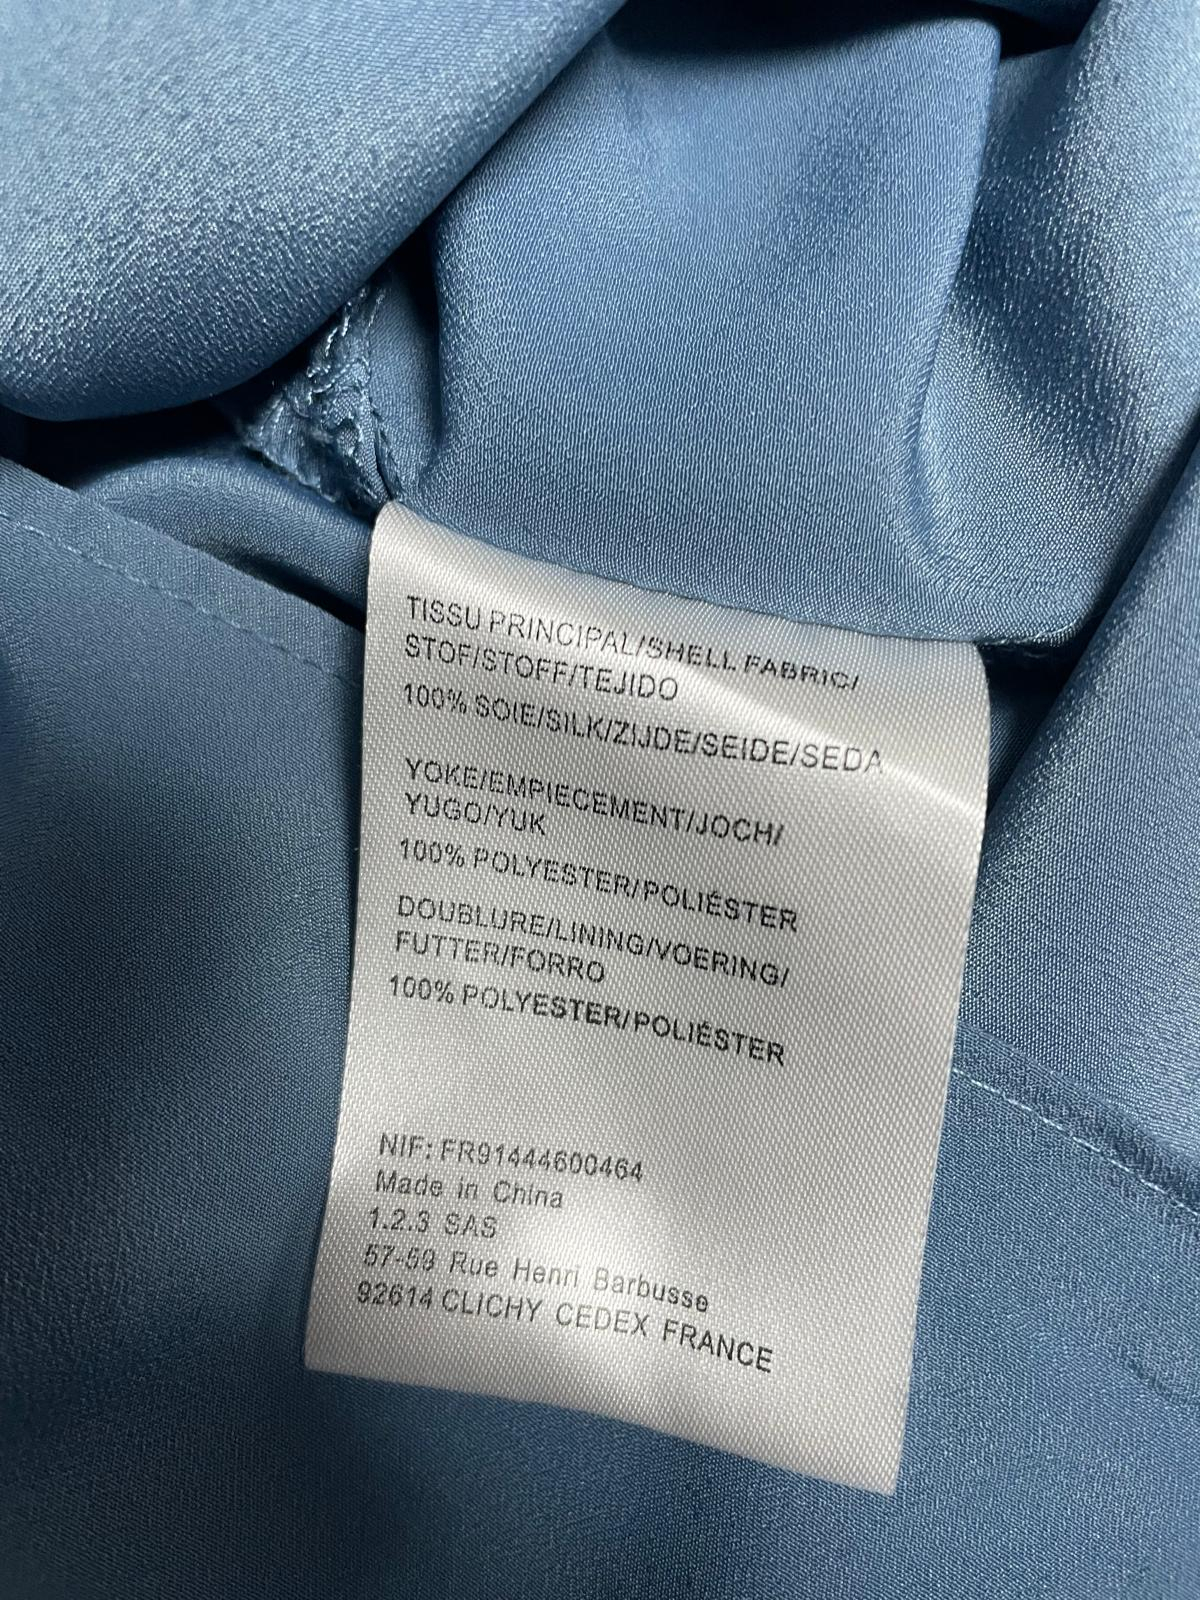 TISSU PRINCIPAL/SHELL FABRIC/
STOF/STOFF/TEJIDO
100% SOIE/SILK/ZIJDE/SEIDE/SEDA
YOKE/EMPIECEMENT/JOCH/
YUGO/YUK
100% POLYESTER/POLIÉSTER
DOUBLURE/LINING/VOERING/
FUTTER/FORRO
100% POLYESTER/POLIÉSTER
NIF: FR91444600464
Made in China
1.2.3 SAS
57-59 Rue Henri Barbusse
92614 CLICHY CEDEX FRANCE